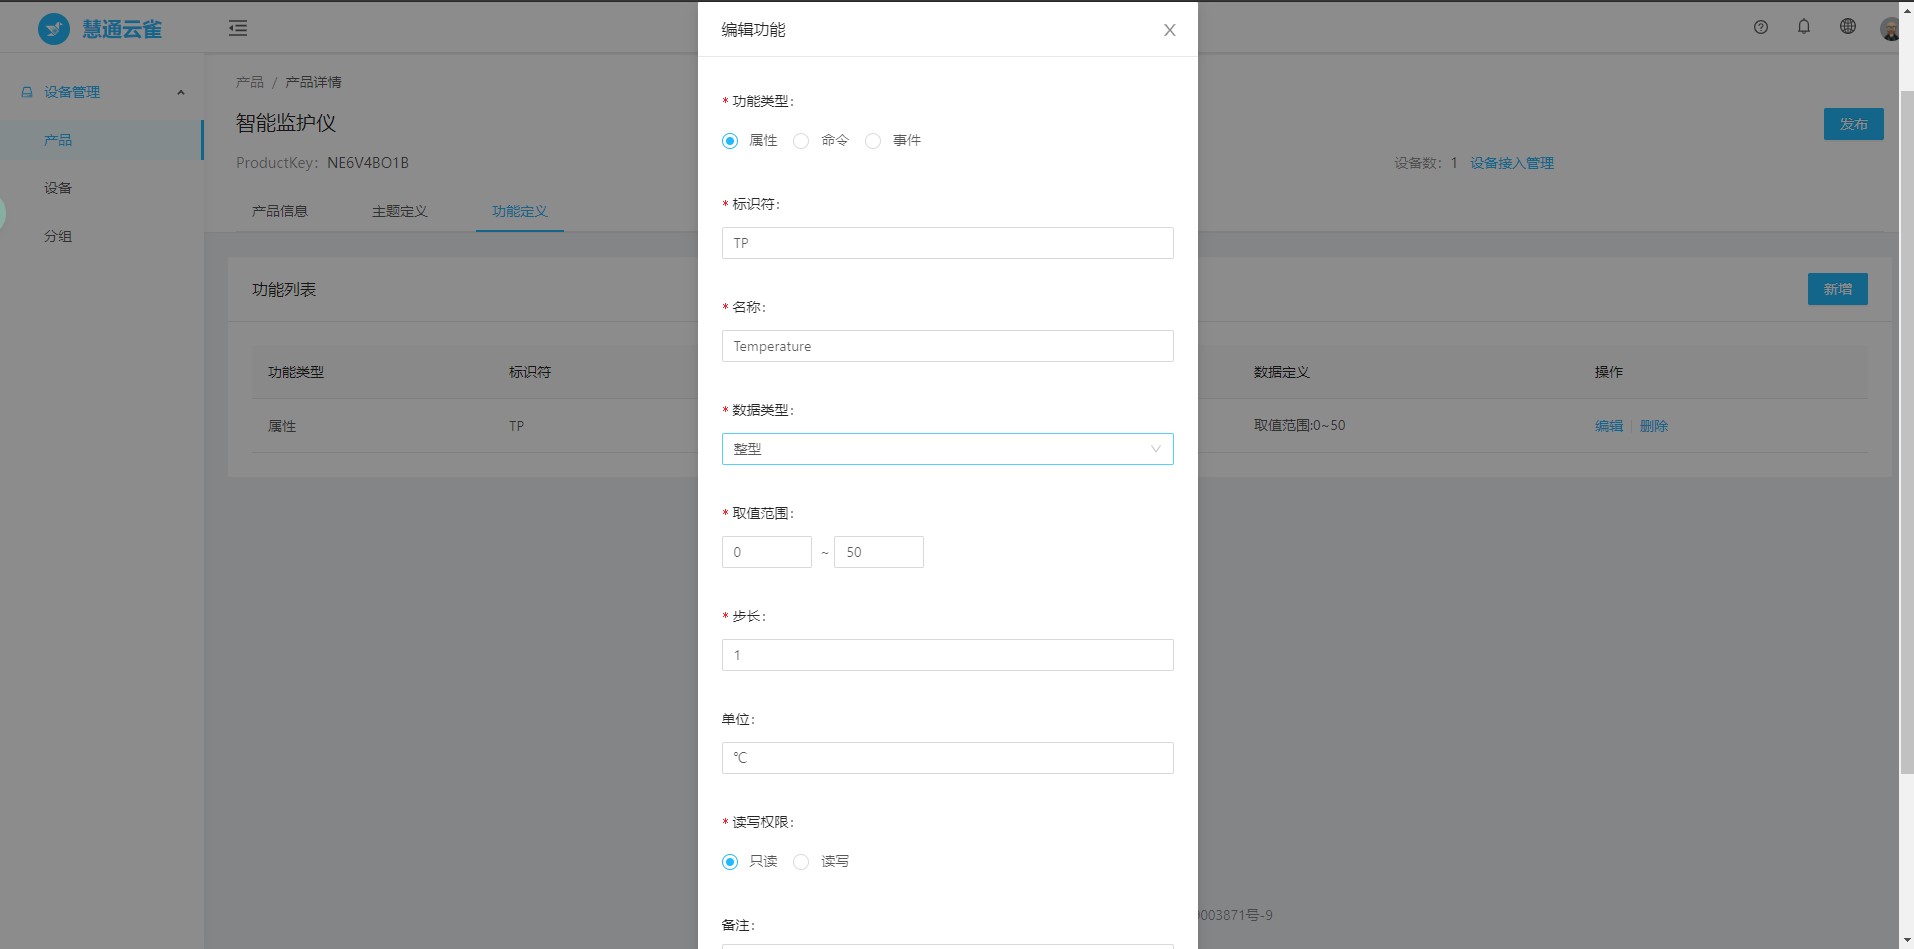 慧通云雀
设备管理
产品
设备
分组
产品 / 产品详情
智能监护仪
ProductKey: NE6V4BO1B
设备数: 1 设备接入管理
发布
产品信息 主题定义 功能定义
功能列表
新增
功能类型 标识符 数据定义 操作
属性 TP 取值范围:0~50 编辑 删除
编辑功能
* 功能类型:
属性 命令 事件
* 标识符:
TP
* 名称:
Temperature
* 数据类型:
整型
* 取值范围:
0 ~ 50
* 步长:
1
单位:
℃
* 读写权限:
只读 读写
备注:
003871号-9